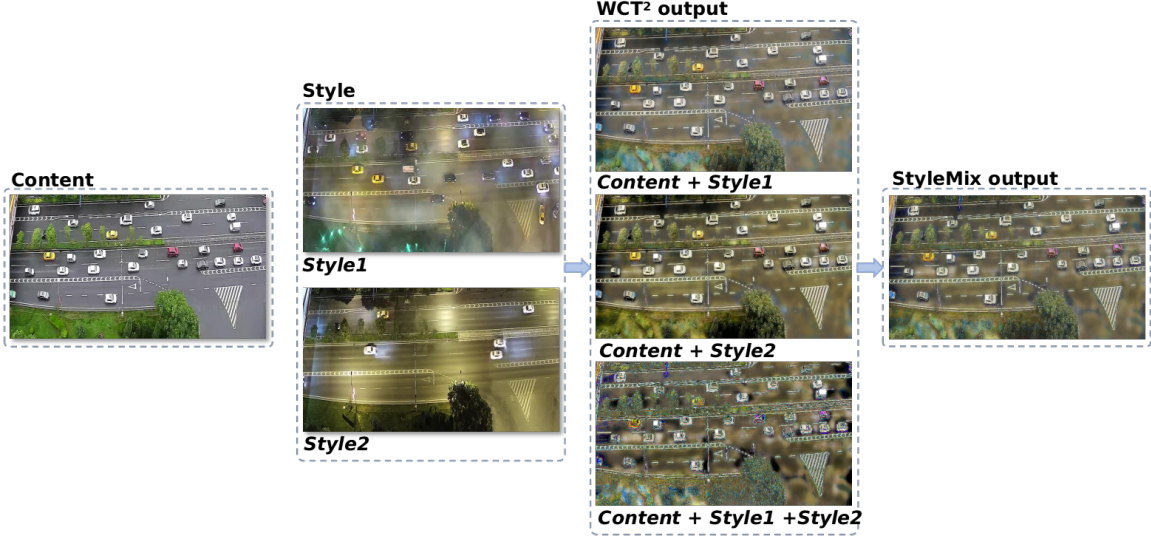 Content
Style
Style1
Style2
WCT² output
Content + Style1
Content + Style2
Content + Style1 +Style2
StyleMix output